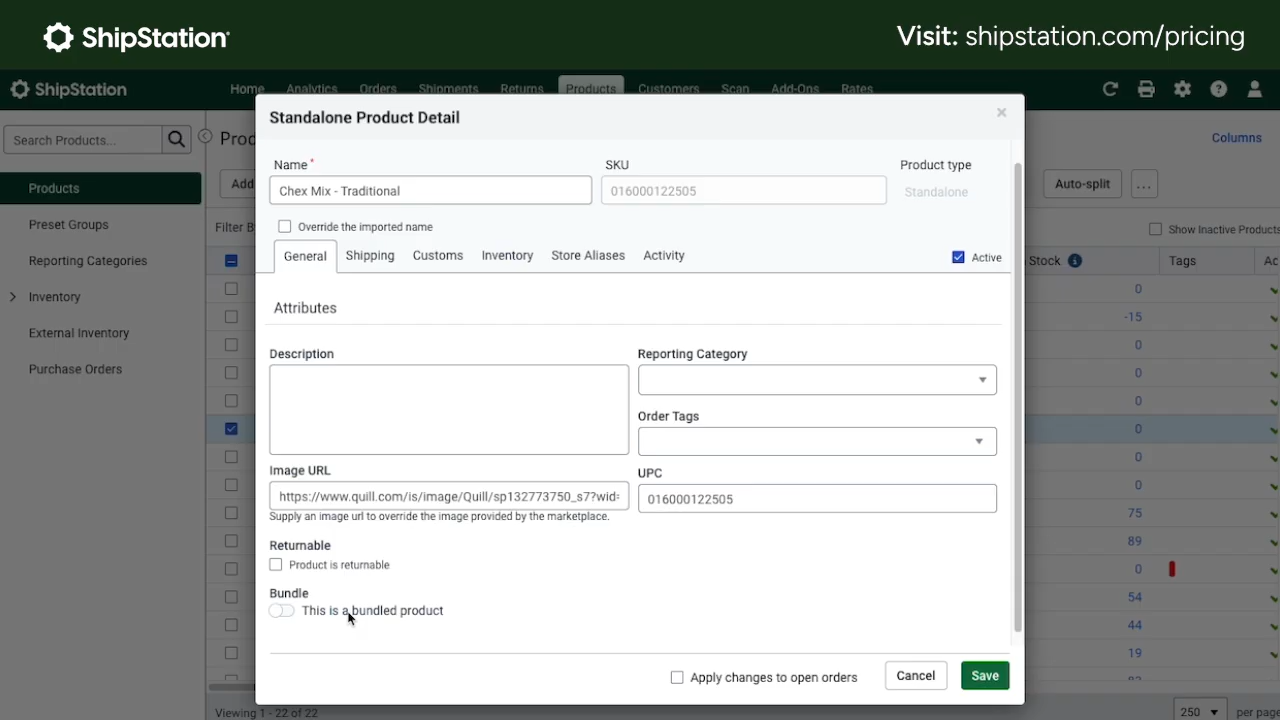 ShipStation
Visit: shipstation.com/pricing
ShipStation
Home Analytics Orders Shipments Returns Products Customers Scan Add-Ons Rates
Search Products...
Columns
Standalone Product Detail
×
Name *
SKU
Product type
Chex Mix - Traditional
016000122505
Standalone
Override the imported name
Products
Preset Groups
Reporting Categories
Inventory
External Inventory
Purchase Orders
Add
Auto-split
...
Show Inactive Products
General Shipping Customs Inventory Store Aliases Activity
Active
Stock
Tags
0
-15
0
0
0
0
0
0
75
89
0
54
44
19
Attributes
Description
Reporting Category
Order Tags
Image URL
UPC
https://www.quill.com/is/image/Quill/sp132773750_s7?wid=
016000122505
Supply an image url to override the image provided by the marketplace.
Returnable
Product is returnable
Bundle
This is a bundled product
Apply changes to open orders
Cancel
Save
Viewing 1 - 22 of 22
250
per page